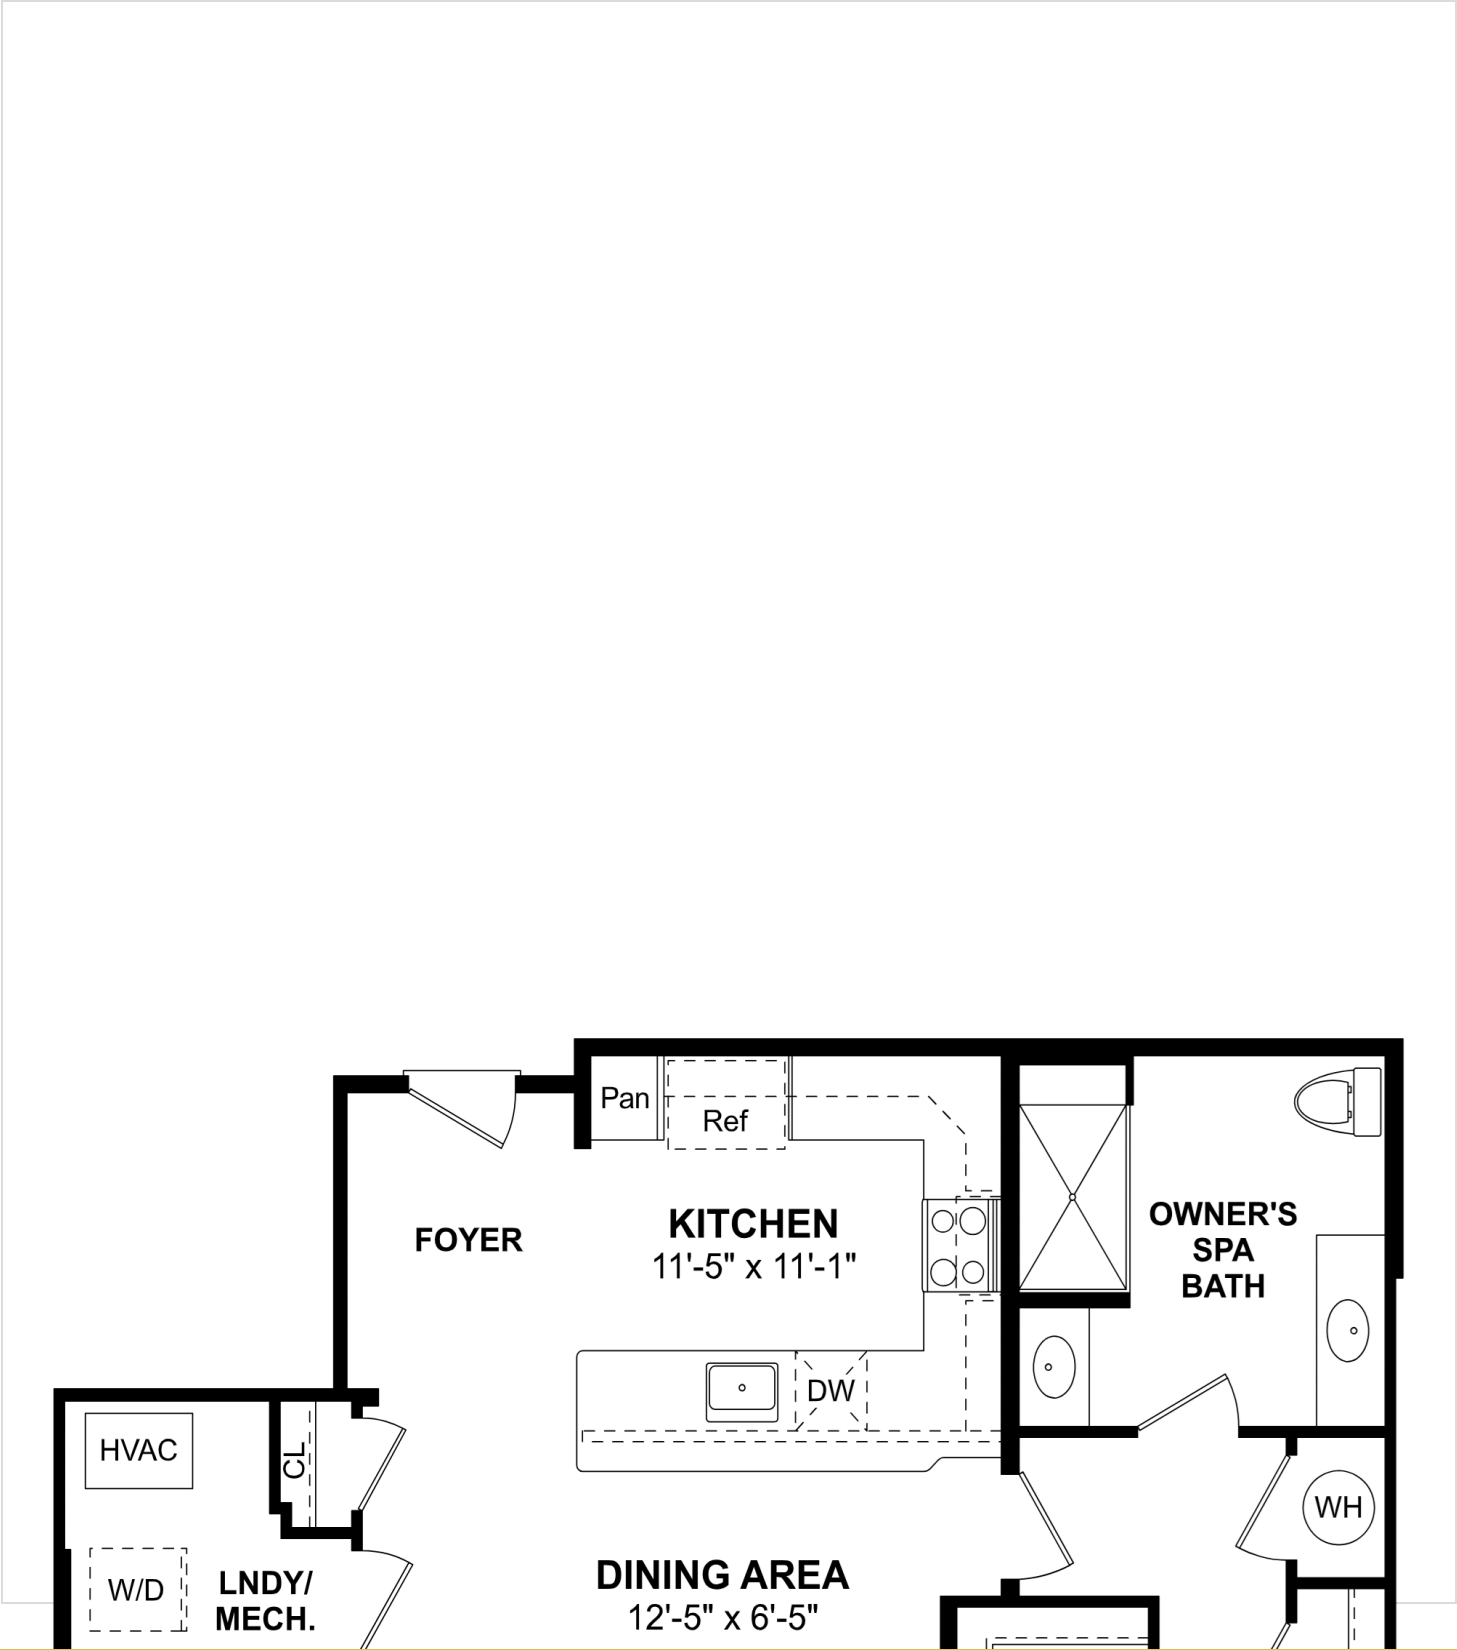 Pan
Ref
KITCHEN
11'-5" x 11'-1"
FOYER
OWNER'S
SPA
BATH
DW
HVAC
CL
WH
W/D
LNDY/
MECH.
DINING AREA
12'-5" x 6'-5"